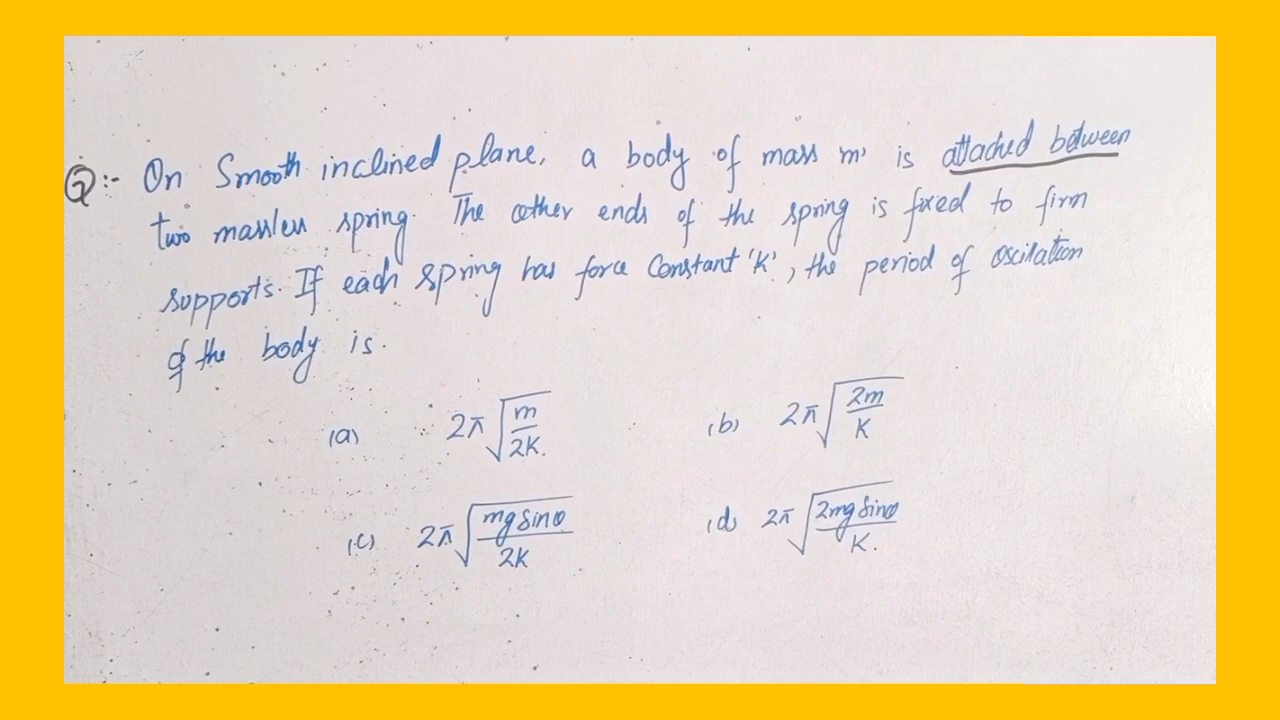 Q:- On Smooth inclined plane, a body of mass 'm' is attached between
two massless spring. The other ends of the spring is fixed to firm
supports. If each spring has force Constant 'K', the period of oscilation
of the body is.
(a) 2π √(m/2K) (b) 2π √(2m/K)
(c) 2π √(mg sinθ/2K) (d) 2π √(2mg sinθ/K)